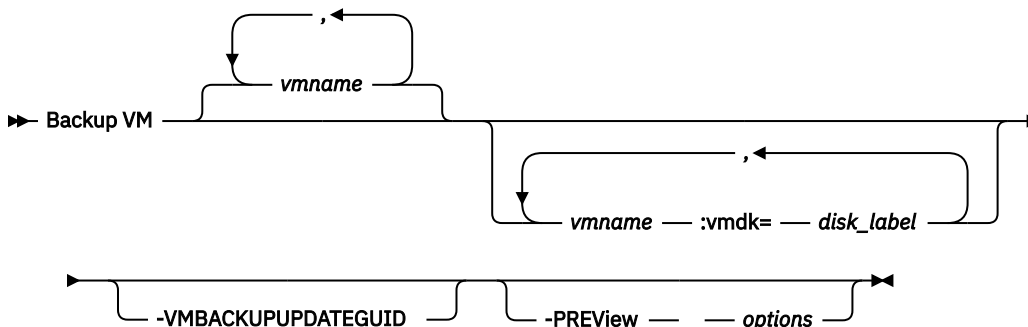 ,
vmname
Backup VM
,
vmname :vmdk= disk_label
-VMBACKUPUPDATEGUID -PREView options